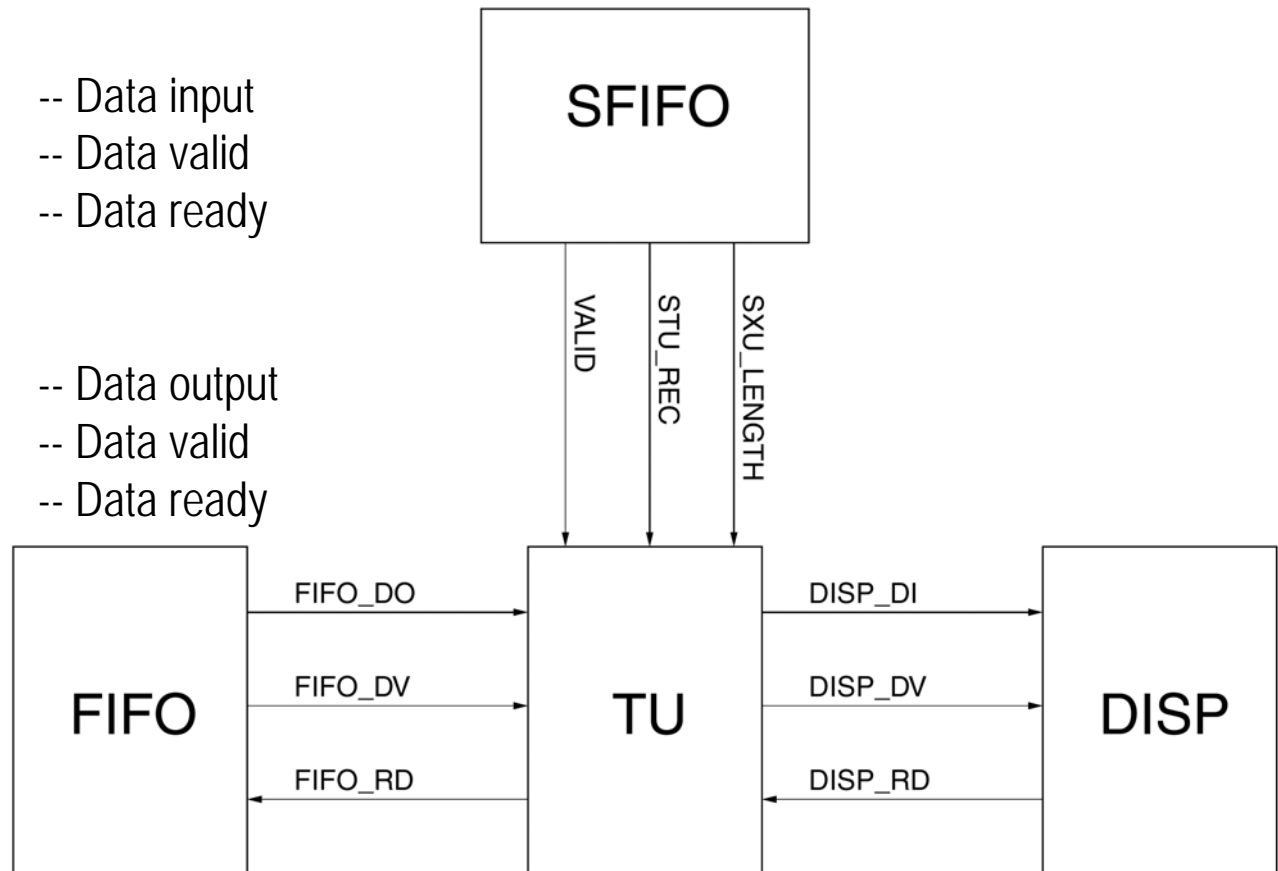 -- Data input
-- Data valid
-- Data ready
SFIFO
VALID
STU_REC
SXU_LENGTH
-- Data output
-- Data valid
-- Data ready
FIFO
FIFO_DO
FIFO_DV
FIFO_RD
TU
DISP_DI
DISP_DV
DISP_RD
DISP